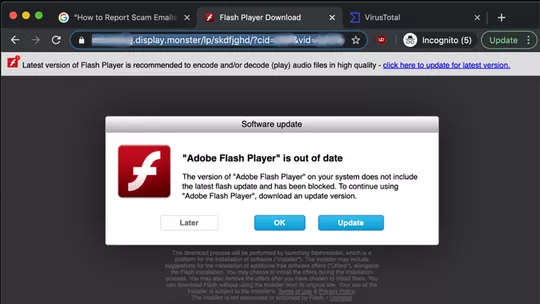 "How to Report Scam Emails
Flash Player Download
VirusTotal
.display.monster/lp/skdfjghd/?cid= &vid=
Incognito (5)
Update
Latest version of Flash Player is recommended to encode and/or decode (play) audio files in high quality - click here to update for latest version.
Software update
"Adobe Flash Player" is out of date
The version of "Adobe Flash Player" on your system does not include
the latest flash update and has been blocked. To continue using
"Adobe Flash Player", download an update version.
Later
OK
Update
The download process will be performed by launching flashinstaller, which is a
platform for the installation of software ("Installer"). The installer may include
suggestions for the installation of additional free software offers ("Offers"), alongside
the Flash installation. You may choose to install the offers during the installation
process. You may also remove the offers after you have chosen to install them. You
can download Flash without using the Installer from its origina site. Your use of the
Installer is subject to the installer's. Terms of Use & Privacy Policy.
The installer is not associated or endorsed by Flash. - Uninstall